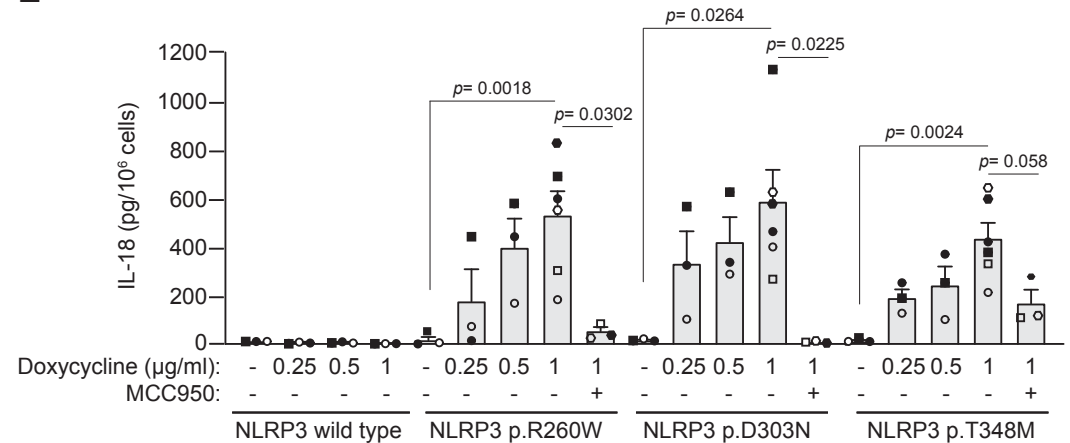 p= 0.0264
p= 0.0225
p= 0.0018
p= 0.0302
p= 0.0024
p= 0.058
IL-18 (pg/10⁶ cells)
1200
1000
800
600
400
200
0
Doxycycline (µg/ml): - 0.25 0.5 1 - 0.25 0.5 1 1 - 0.25 0.5 1 1 - 0.25 0.5 1 1
MCC950: - - - - - - - - + - - - - + - - - - +
NLRP3 wild type NLRP3 p.R260W NLRP3 p.D303N NLRP3 p.T348M